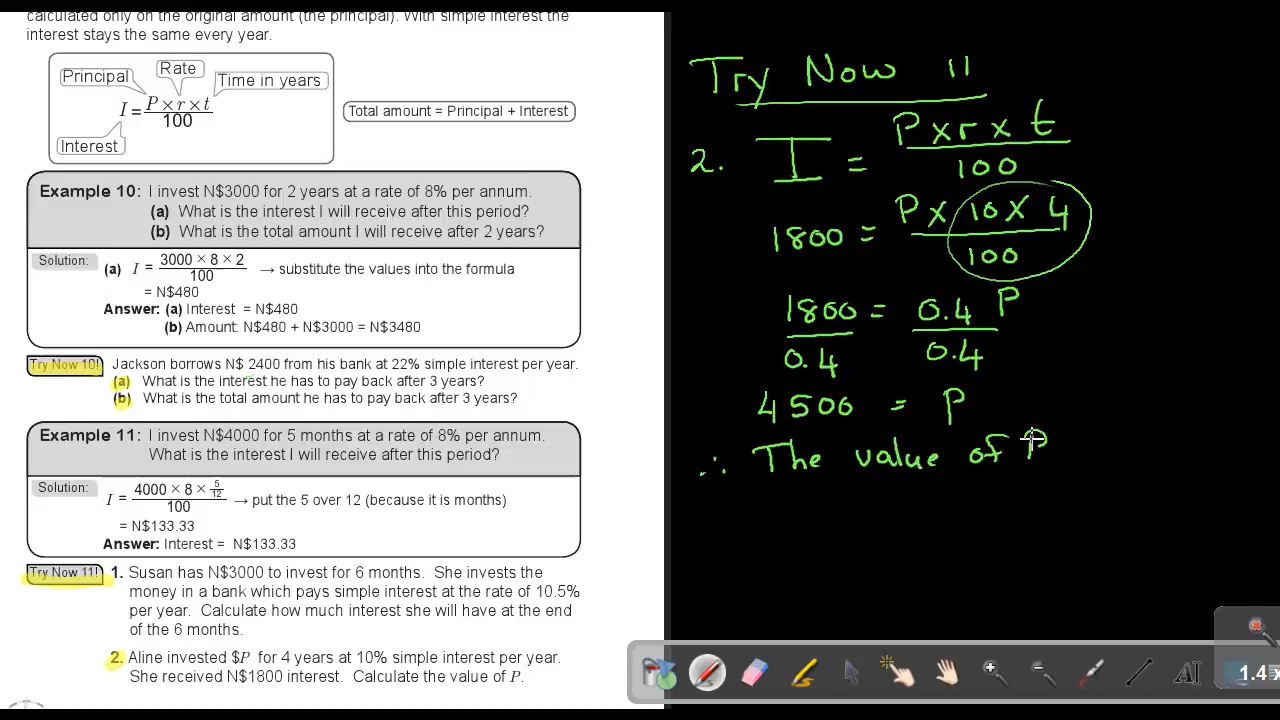 calculated only on the original amount (the principal). With simple interest the
interest stays the same every year.
Principal
Rate
Time in years
I = P × r × t / 100
Interest
Total amount = Principal + Interest
Example 10: I invest N$3000 for 2 years at a rate of 8% per annum.
(a) What is the interest I will receive after this period?
(b) What is the total amount I will receive after 2 years?
Solution: (a) I = 3000 × 8 × 2 / 100 → substitute the values into the formula
= N$480
Answer: (a) Interest = N$480
(b) Amount: N$480 + N$3000 = N$3480
Try Now 10! Jackson borrows N$ 2400 from his bank at 22% simple interest per year.
(a) What is the interest he has to pay back after 3 years?
(b) What is the total amount he has to pay back after 3 years?
Example 11: I invest N$4000 for 5 months at a rate of 8% per annum.
What is the interest I will receive after this period?
Solution: I = 4000 × 8 × 5/12 / 100 → put the 5 over 12 (because it is months)
= N$133.33
Answer: Interest = N$133.33
Try Now 11! 1. Susan has N$3000 to invest for 6 months. She invests the
money in a bank which pays simple interest at the rate of 10.5%
per year. Calculate how much interest she will have at the end
of the 6 months.
2. Aline invested $P for 4 years at 10% simple interest per year.
She received N$1800 interest. Calculate the value of P.
Try Now 11
2. I = P x r x t / 100
1800 = P x 10 x 4 / 100
1800 / 0.4 = 0.4 P / 0.4
4500 = P
∴ The value of P
AI
1.4 x